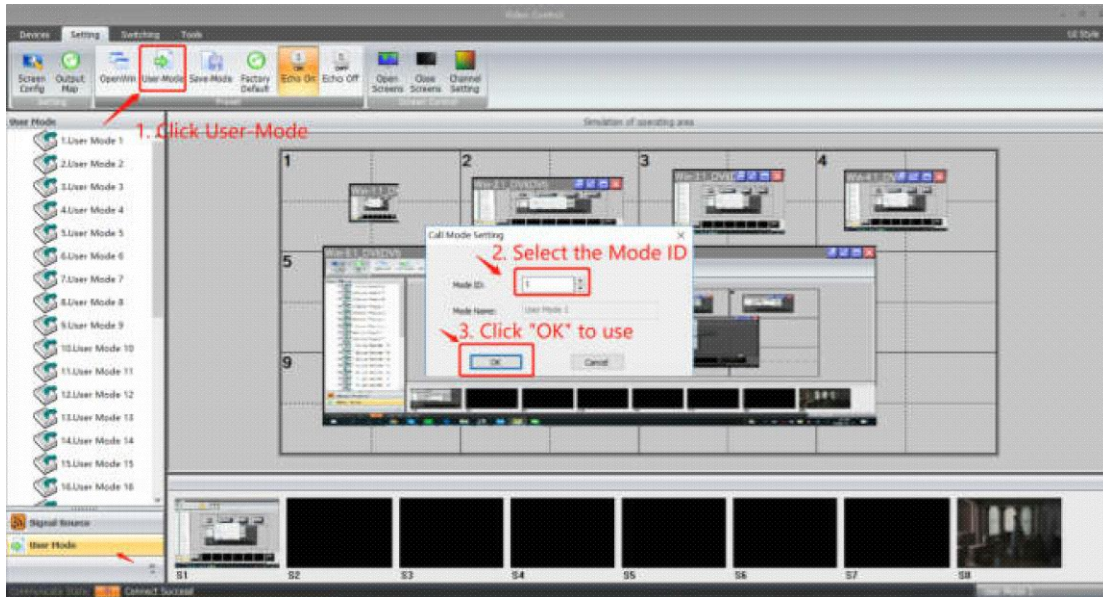 Video Control
Devices Setting Switching Tools
UI Style
Screen Config
Output Map
OpenWin
User-Mode
Save-Mode
Factory Default
Echo On
Echo Off
Open Screens
Close Screens
Channel Setting
Setting
Preset
Screen Control
User Mode
Simulation of operating area
1. Click User-Mode
1.User Mode 1
2.User Mode 2
3.User Mode 3
4.User Mode 4
5.User Mode 5
6.User Mode 6
7.User Mode 7
8.User Mode 8
9.User Mode 9
10.User Mode 10
11.User Mode 11
12.User Mode 12
13.User Mode 13
14.User Mode 14
15.User Mode 15
16.User Mode 16
1 2 3 4
5
9
Call Mode Setting
2. Select the Mode ID
Mode ID: 1
Mode Name: User Mode 1
3. Click "OK" to use
OK Cancel
Signal Source
User Mode
S1 S2 S3 S4 S5 S6 S7 S8
Connect Success
User Mode 1